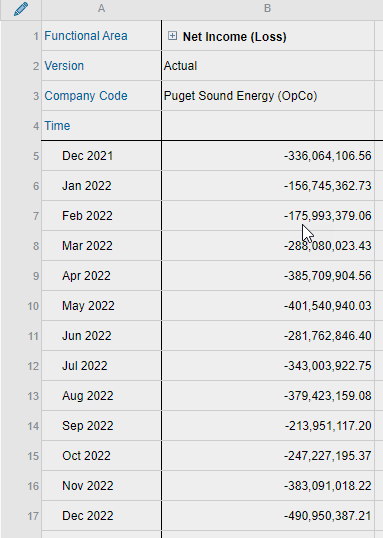 A B
1 Functional Area Net Income (Loss)
2 Version Actual
3 Company Code Puget Sound Energy (OpCo)
4 Time
5 Dec 2021 -336,064,106.56
6 Jan 2022 -156,745,362.73
7 Feb 2022 -175,993,379.06
8 Mar 2022 -288,080,023.43
9 Apr 2022 -385,709,904.56
10 May 2022 -401,540,940.03
11 Jun 2022 -281,762,846.40
12 Jul 2022 -343,003,922.75
13 Aug 2022 -379,423,159.08
14 Sep 2022 -213,951,117.20
15 Oct 2022 -247,227,195.37
16 Nov 2022 -383,091,018.22
17 Dec 2022 -490,950,387.21